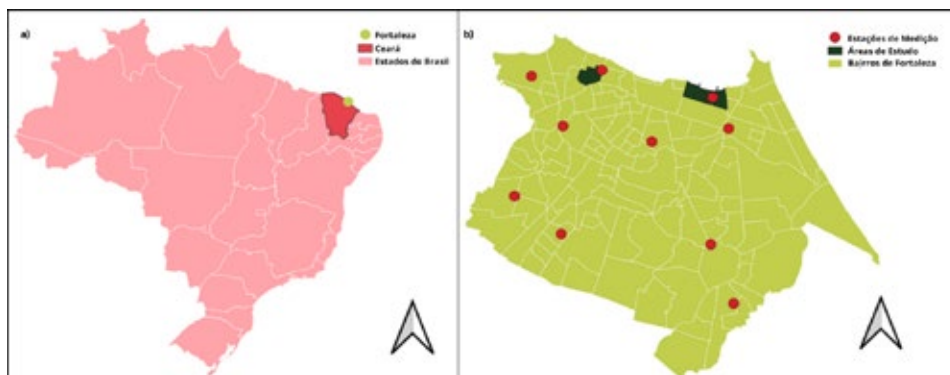 a)
Fortaleza
Ceará
Estados do Brasil
b)
Estações de Medição
Áreas de Estudo
Bairros de Fortaleza